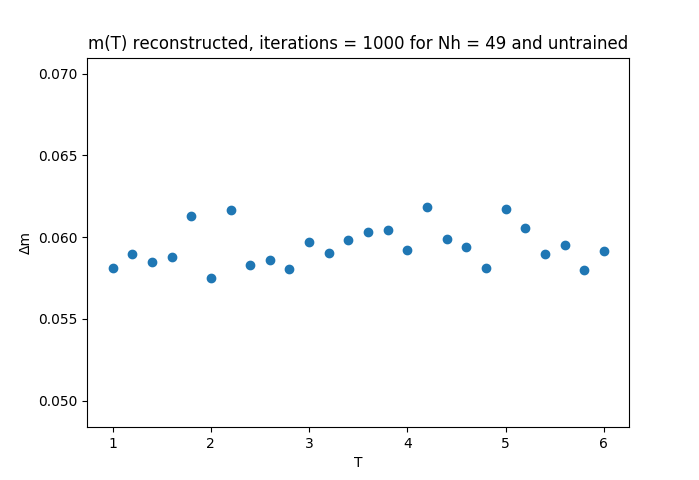 m(T) reconstructed, iterations = 1000 for Nh = 49 and untrained
0.070
0.065
0.060
0.055
0.050
Δm
1 2 3 4 5 6
T